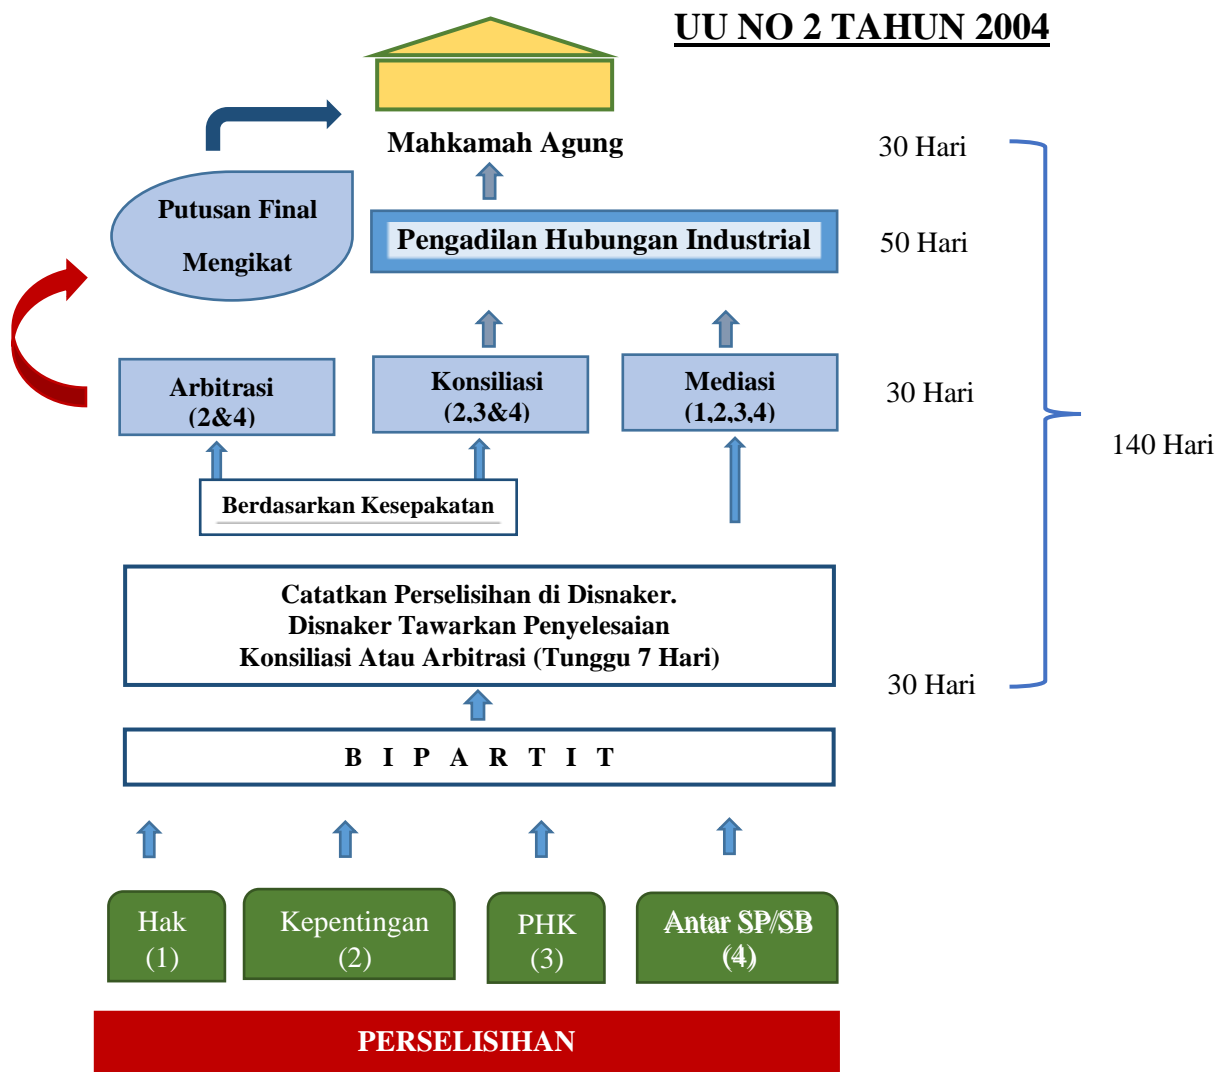 UU NO 2 TAHUN 2004
Mahkamah Agung
30 Hari
Putusan Final
Mengikat
Pengadilan Hubungan Industrial
50 Hari
Arbitrasi
(2&4)
Konsiliasi
(2,3&4)
Mediasi
(1,2,3,4)
30 Hari
140 Hari
Berdasarkan Kesepakatan
Catatkan Perselisihan di Disnaker.
Disnaker Tawarkan Penyelesaian
Konsiliasi Atau Arbitrasi (Tunggu 7 Hari)
30 Hari
B I P A R T I T
Hak
(1)
Kepentingan
(2)
PHK
(3)
Antar SP/SB
(4)
PERSELISIHAN